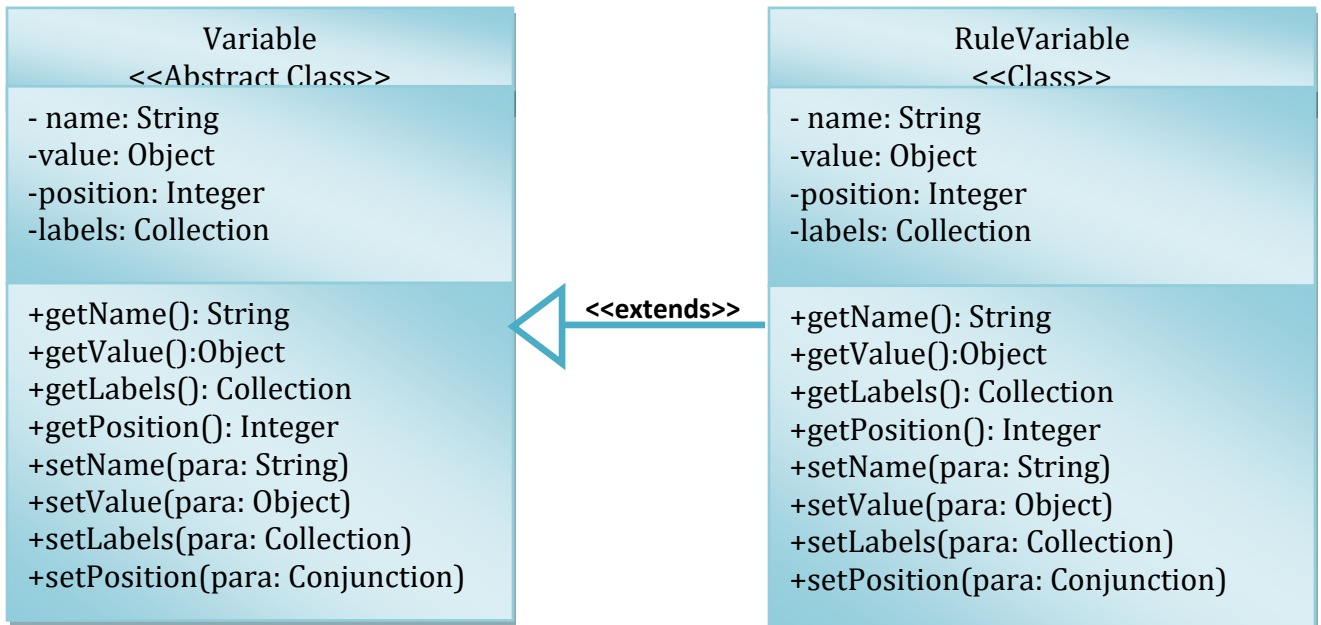 Variable
<<Abstract Class>>
- name: String
-value: Object
-position: Integer
-labels: Collection
+getName(): String
+getValue():Object
+getLabels(): Collection
+getPosition(): Integer
+setName(para: String)
+setValue(para: Object)
+setLabels(para: Collection)
+setPosition(para: Conjunction)
<<extends>>
RuleVariable
<<Class>>
- name: String
-value: Object
-position: Integer
-labels: Collection
+getName(): String
+getValue():Object
+getLabels(): Collection
+getPosition(): Integer
+setName(para: String)
+setValue(para: Object)
+setLabels(para: Collection)
+setPosition(para: Conjunction)